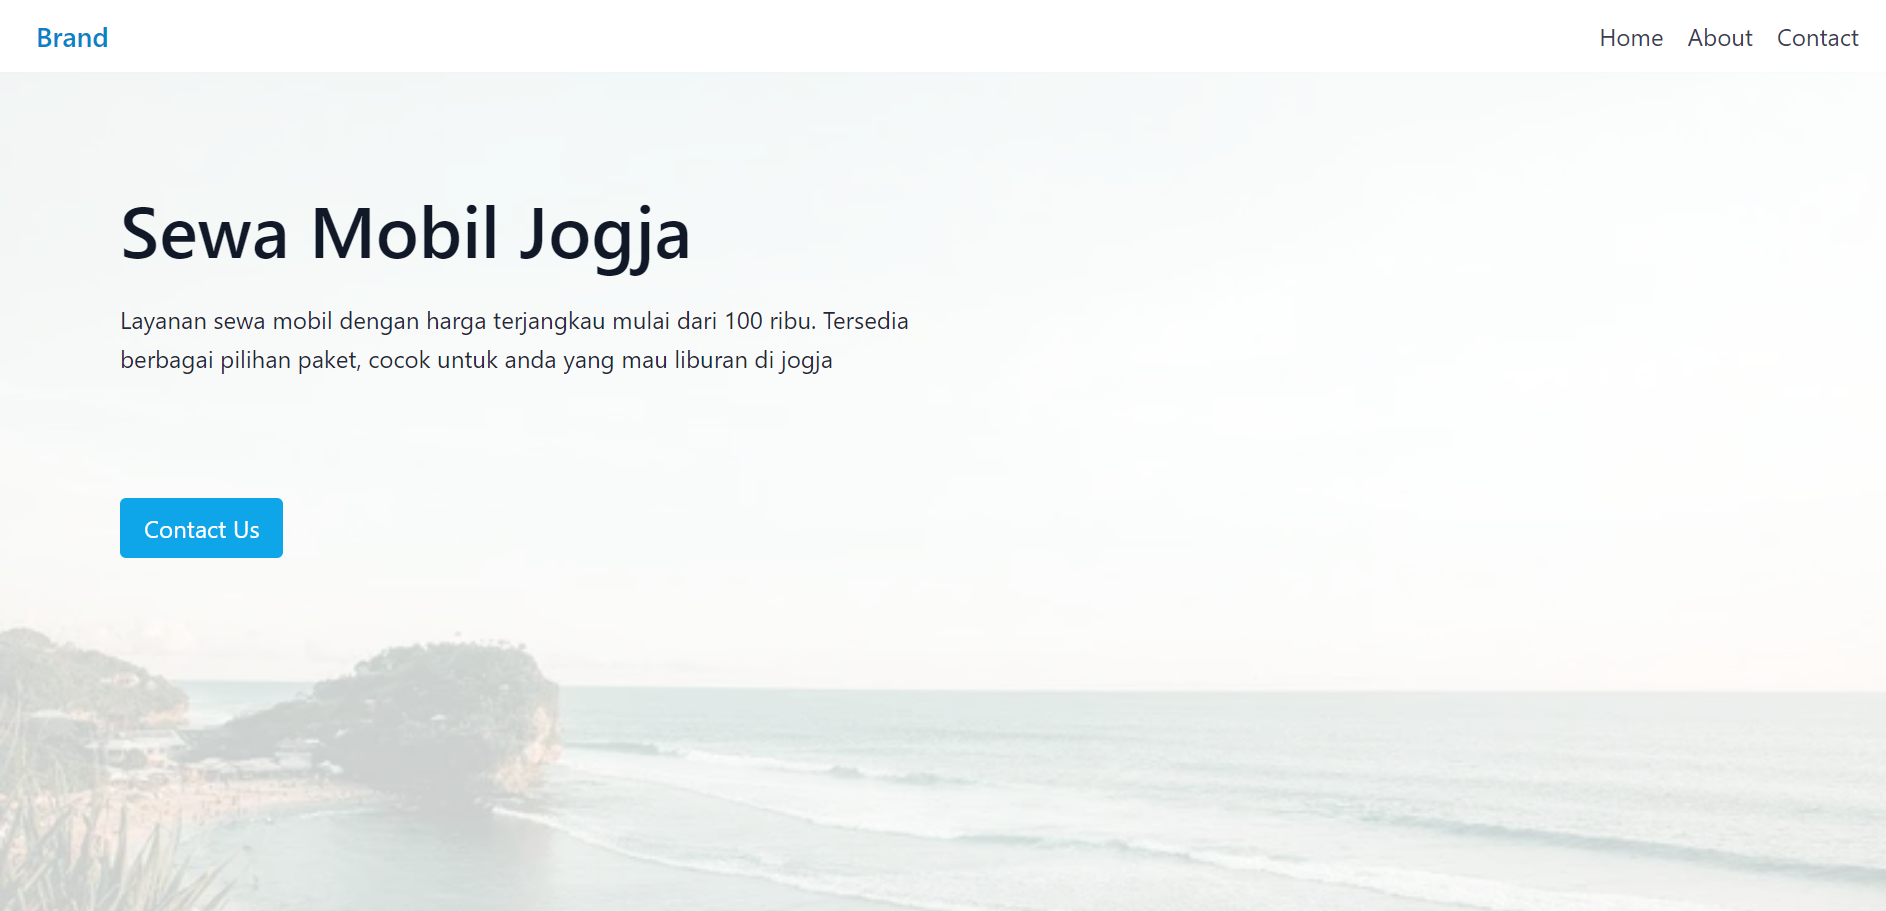 Brand
Home About Contact
Sewa Mobil Jogja
Layanan sewa mobil dengan harga terjangkau mulai dari 100 ribu. Tersedia
berbagai pilihan paket, cocok untuk anda yang mau liburan di jogja
Contact Us